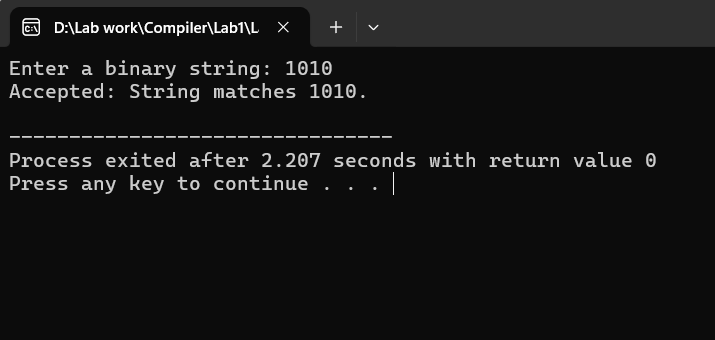 D:\Lab work\Compiler\Lab1\L
Enter a binary string: 1010
Accepted: String matches 1010.
--------------------------------
Process exited after 2.207 seconds with return value 0
Press any key to continue . . .